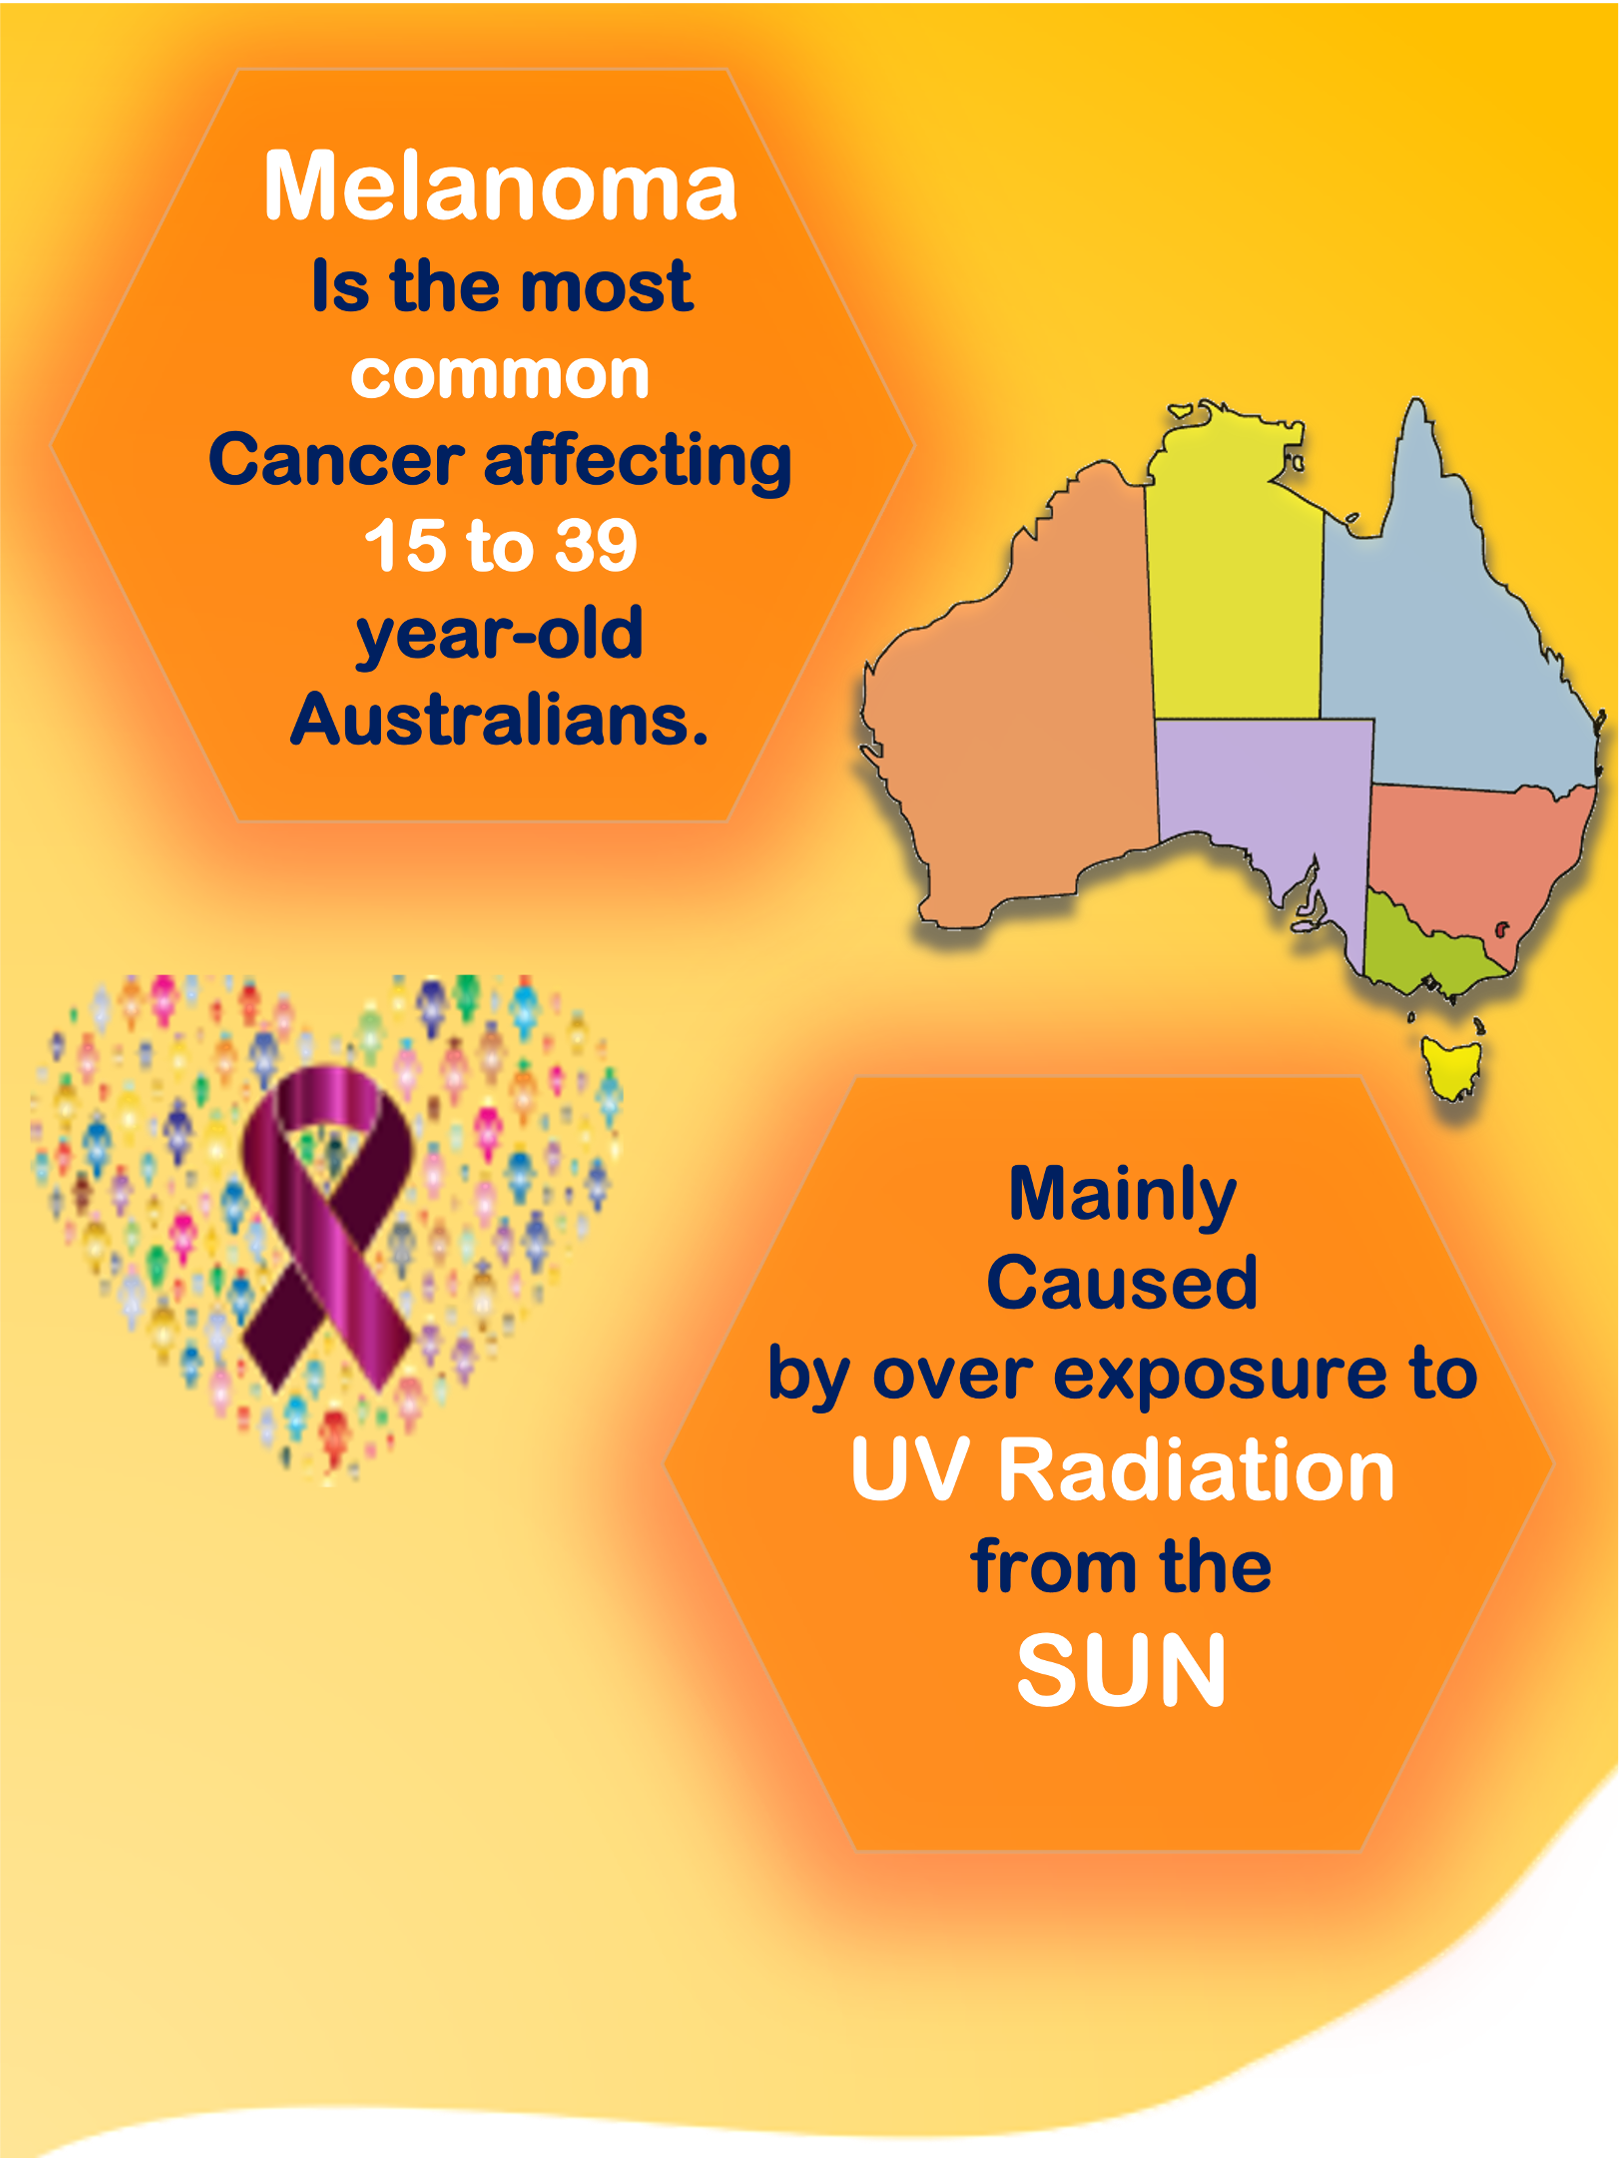 Melanoma
Is the most
common
Cancer affecting
15 to 39
year-old
Australians.
Mainly
Caused
by over exposure to
UV Radiation
from the
SUN